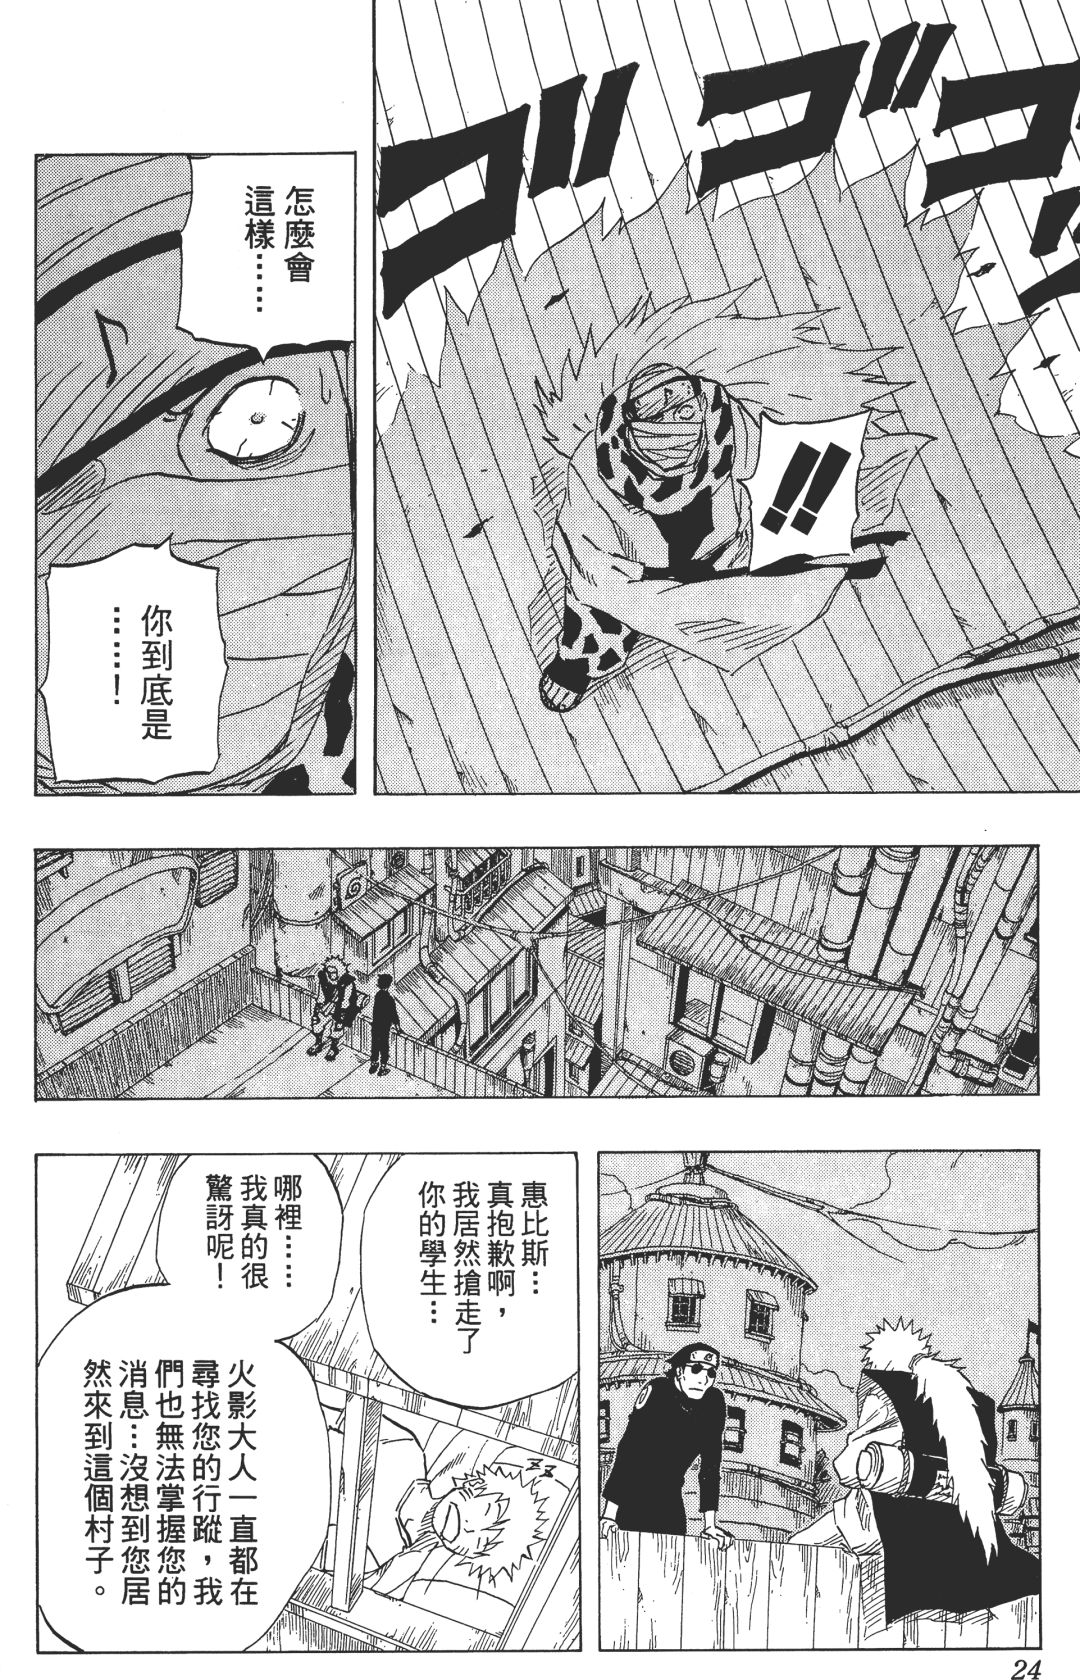 ゴゴゴゴ
!!
怎麼會
這樣……
你到底是
……!
惠比斯…
真抱歉啊，
我居然搶走了
你的學生…
哪裡……
我真的很
驚訝呢！
火影大人一直都在
尋找您的行蹤，我
們也無法掌握您的
消息…沒想到您居
然來到這個村子。
zzz
24